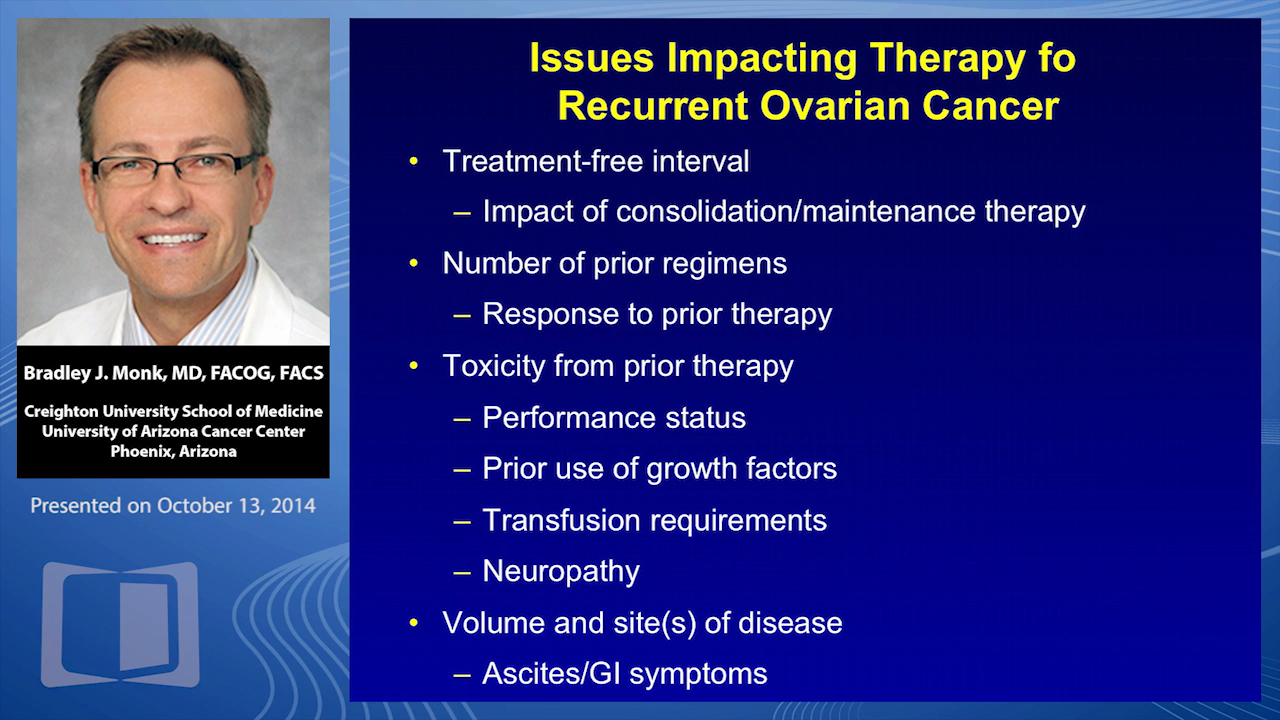 Bradley J. Monk, MD, FACOG, FACS
Creighton University School of Medicine
University of Arizona Cancer Center
Phoenix, Arizona
Presented on October 13, 2014
Issues Impacting Therapy fo
Recurrent Ovarian Cancer
• Treatment-free interval
– Impact of consolidation/maintenance therapy
• Number of prior regimens
– Response to prior therapy
• Toxicity from prior therapy
– Performance status
– Prior use of growth factors
– Transfusion requirements
– Neuropathy
• Volume and site(s) of disease
– Ascites/GI symptoms